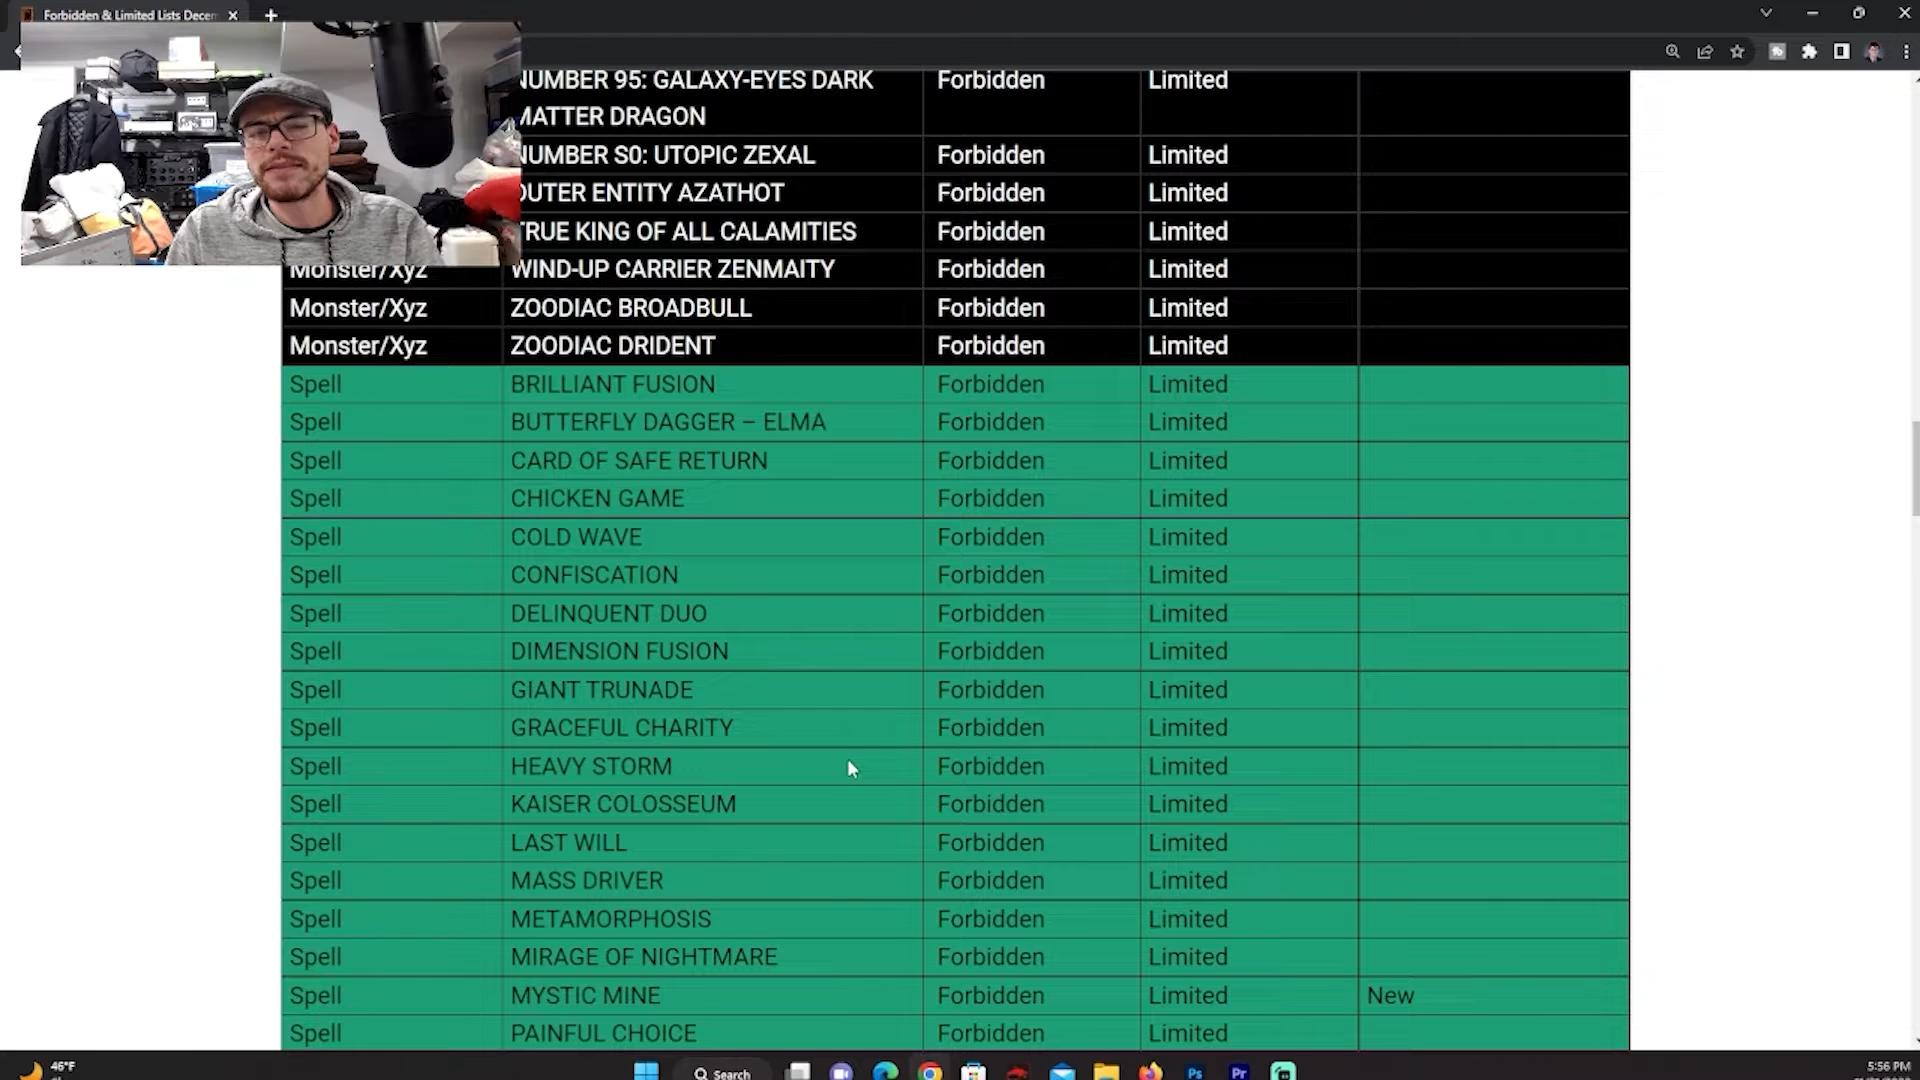 Forbidden & Limited Lists Decem
NUMBER 95: GALAXY-EYES DARK MATTER DRAGON Forbidden Limited
NUMBER S0: UTOPIC ZEXAL Forbidden Limited
OUTER ENTITY AZATHOT Forbidden Limited
TRUE KING OF ALL CALAMITIES Forbidden Limited
Monster/Xyz WIND-UP CARRIER ZENMAITY Forbidden Limited
Monster/Xyz ZOODIAC BROADBULL Forbidden Limited
Monster/Xyz ZOODIAC DRIDENT Forbidden Limited
Spell BRILLIANT FUSION Forbidden Limited
Spell BUTTERFLY DAGGER – ELMA Forbidden Limited
Spell CARD OF SAFE RETURN Forbidden Limited
Spell CHICKEN GAME Forbidden Limited
Spell COLD WAVE Forbidden Limited
Spell CONFISCATION Forbidden Limited
Spell DELINQUENT DUO Forbidden Limited
Spell DIMENSION FUSION Forbidden Limited
Spell GIANT TRUNADE Forbidden Limited
Spell GRACEFUL CHARITY Forbidden Limited
Spell HEAVY STORM Forbidden Limited
Spell KAISER COLOSSEUM Forbidden Limited
Spell LAST WILL Forbidden Limited
Spell MASS DRIVER Forbidden Limited
Spell METAMORPHOSIS Forbidden Limited
Spell MIRAGE OF NIGHTMARE Forbidden Limited
Spell MYSTIC MINE Forbidden Limited New
Spell PAINFUL CHOICE Forbidden Limited
46°F Search Ps Pr 5:56 PM